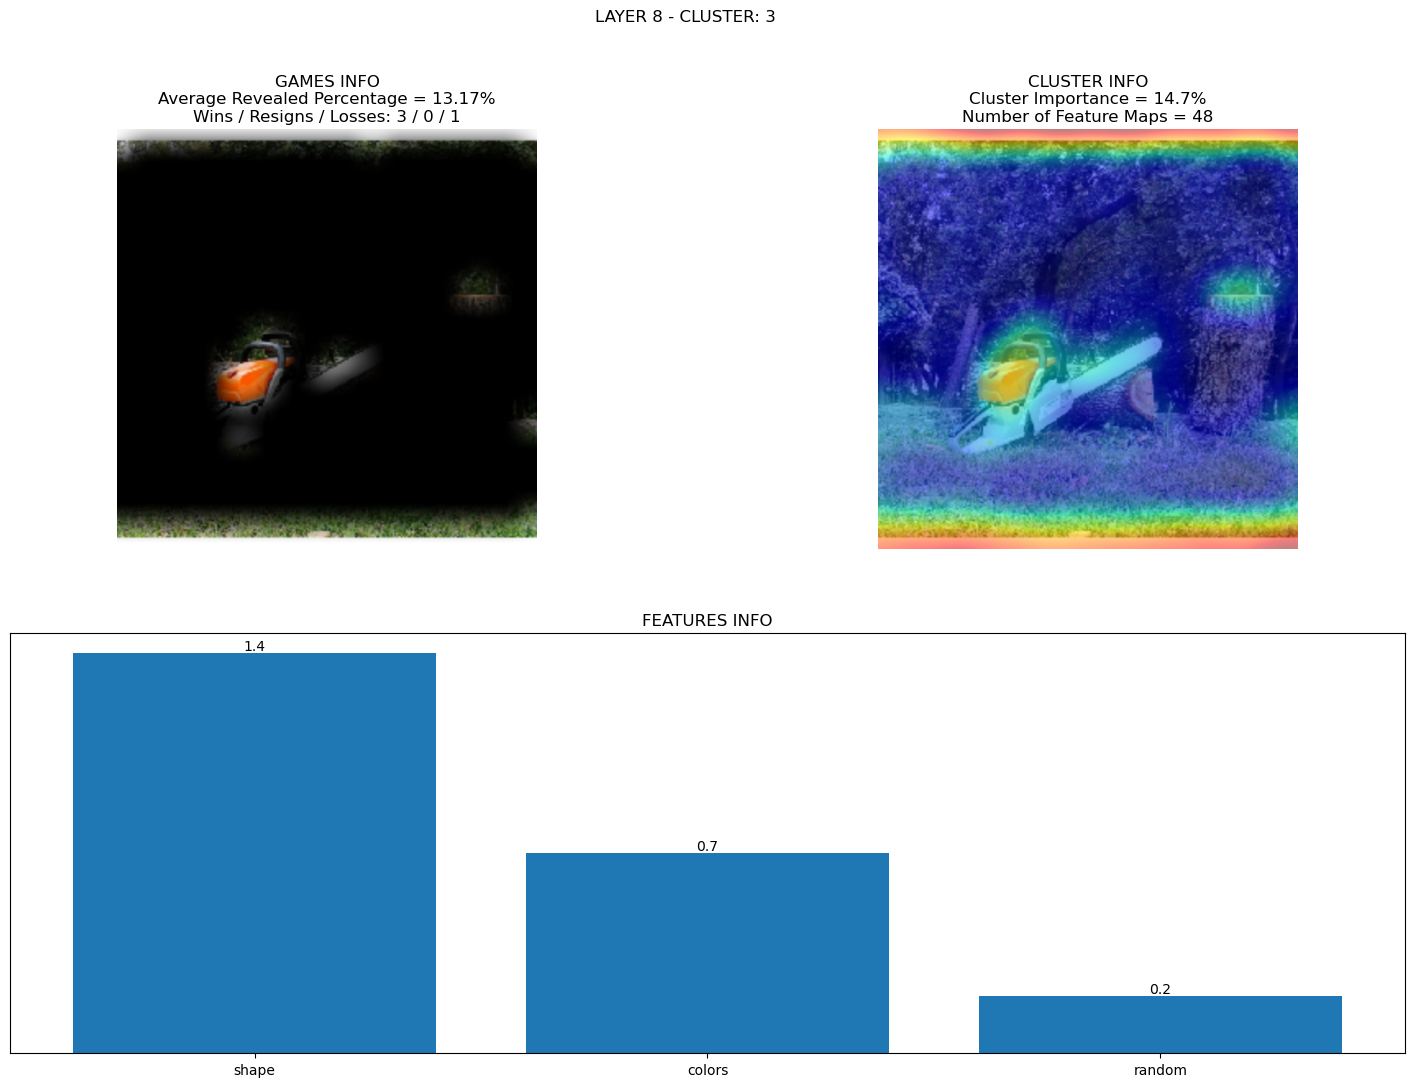 LAYER 8 - CLUSTER: 3
GAMES INFO
Average Revealed Percentage = 13.17%
Wins / Resigns / Losses: 3 / 0 / 1
CLUSTER INFO
Cluster Importance = 14.7%
Number of Feature Maps = 48
FEATURES INFO
1.4
0.7
0.2
shape
colors
random